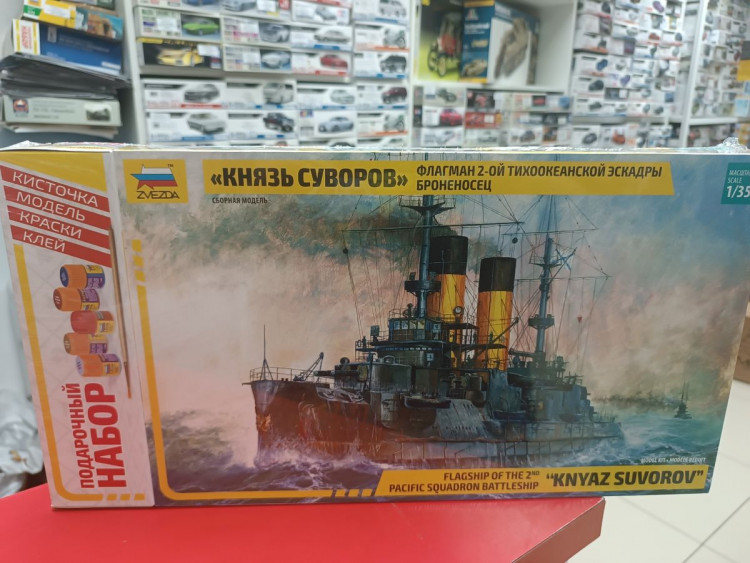 КИСТОЧКА
МОДЕЛЬ
КРАСКИ
КЛЕЙ
ПОДАРОЧНЫЙ
НАБОР
ZVEZDA
«КНЯЗЬ СУВОРОВ»
СБОРНАЯ МОДЕЛЬ
ФЛАГМАН 2-ОЙ ТИХООКЕАНСКОЙ ЭСКАДРЫ
БРОНЕНОСЕЦ
SCALE
1/35
FLAGSHIP OF THE 2ND
PACIFIC SQUADRON BATTLESHIP
"KNYAZ SUVOROV"